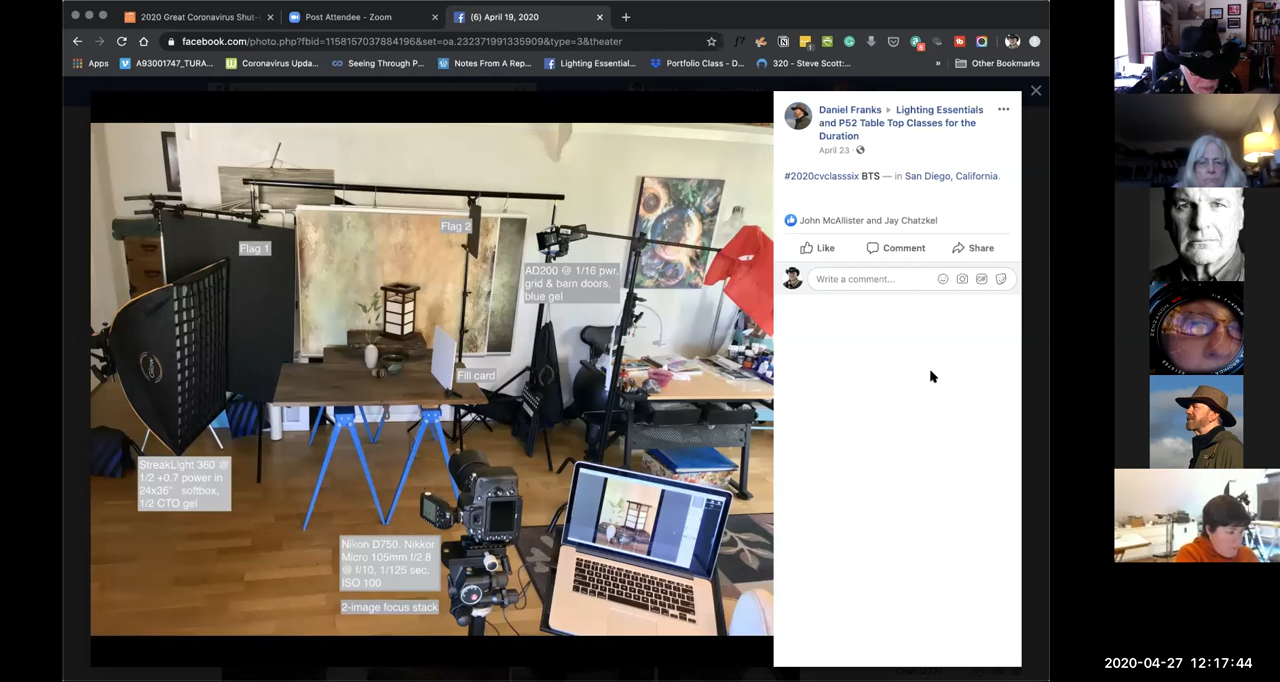 2020 Great Coronavirus Shut-
Post Attendee - Zoom
(6) April 19, 2020
facebook.com/photo.php?fbid=1158157037884196&set=oa.232371991335909&type=3&theater
Apps
A93001747_TURA...
Coronavirus Upda...
Seeing Through P...
Notes From A Rep...
Lighting Essential...
Portfolio Class - D...
320 - Steve Scott:...
»
Other Bookmarks
Daniel Franks ▸ Lighting Essentials
and P52 Table Top Classes for the
Duration
April 23
#2020cvclasssix BTS — in San Diego, California.
John McAllister and Jay Chatzkel
Like
Comment
Share
Write a comment...
GIF
Flag 1
Flag 2
AD200 @ 1/16 pwr,
grid & barn doors,
blue gel
Fill card
StreakLight 360 @
1/2 +0.7 power in
24x36" softbox,
1/2 CTO gel
Nikon D750. Nikkor
Micro 105mm f/2.8
@ f/10, 1/125 sec,
ISO 100
2-image focus stack
Glow
2020-04-27 12:17:44